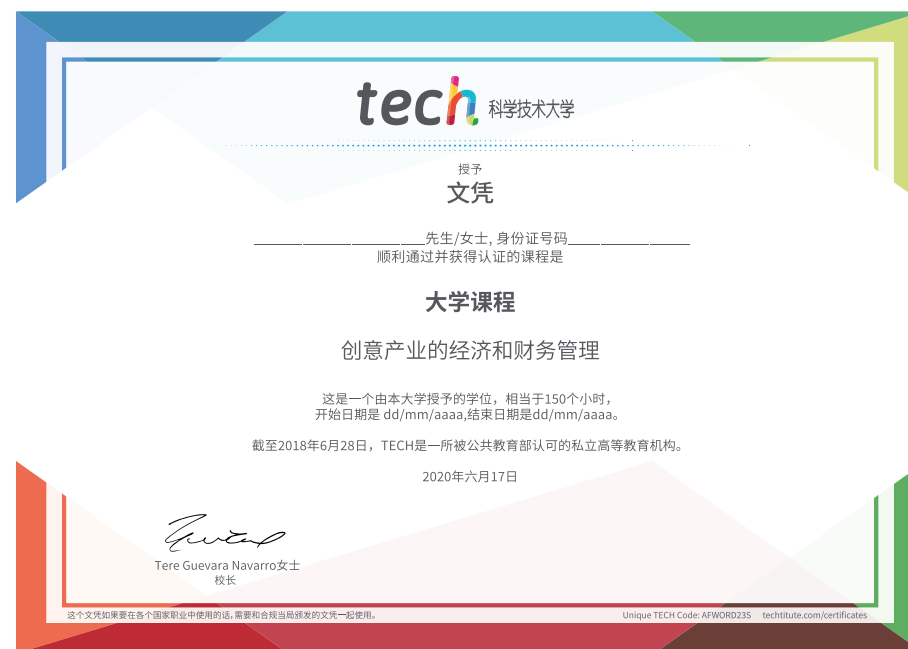 tech 科学技术大学
授予
文凭
先生/女士, 身份证号码
顺利通过并获得认证的课程是
大学课程
创意产业的经济和财务管理
这是一个由本大学授予的学位，相当于150个小时，
开始日期是 dd/mm/aaaa,结束日期是dd/mm/aaaa。
截至2018年6月28日，TECH是一所被公共教育部认可的私立高等教育机构。
2020年六月17日
Tere Guevara Navarro女士
校长
这个文凭如果要在各个国家职业中使用的话,需要和合规当局颁发的文凭一起使用。
Unique TECH Code: AFWORD23S techtitute.com/certificates